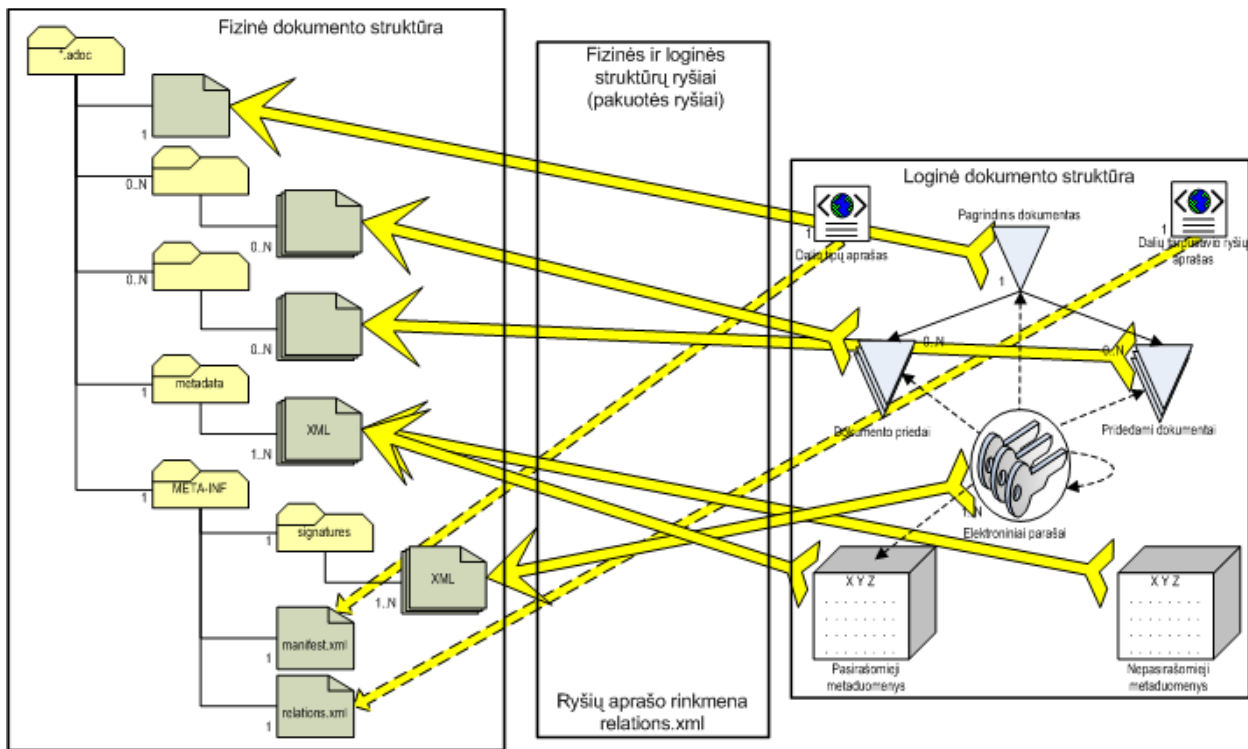 Fizinė dokumento struktūra
*.adoc
1
0..N
0..N
0..N
0..N
metadata
1
XML
1..N
META-INF
1
signatures
1
XML
1..N
manifest.xml
1
relations.xml
1
Fizinės ir loginės
struktūrų ryšiai
(pakuotės ryšiai)
Ryšių aprašo rinkmena
relations.xml
Loginė dokumento struktūra
1
Dalių tipų aprašas
Pagrindinis dokumentas
1
1
Dalių tarpusavio ryšių
aprašas
0..N
0..N
Dokumento priedai
Pridedami dokumentai
1..N
Elektroniniai parašai
X Y Z
Pasirašomieji
metaduomenys
X Y Z
Nepasirašomieji
metaduomenys